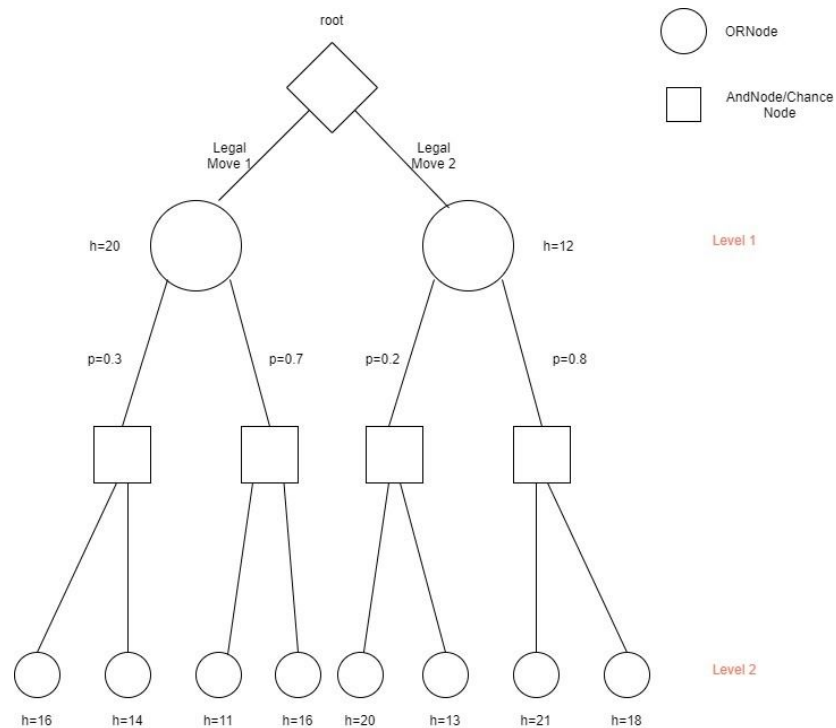 root
ORNode
AndNode/Chance
Node
Legal
Move 1
Legal
Move 2
h=20
h=12
Level 1
p=0.3
p=0.7
p=0.2
p=0.8
Level 2
h=16
h=14
h=11
h=16
h=20
h=13
h=21
h=18